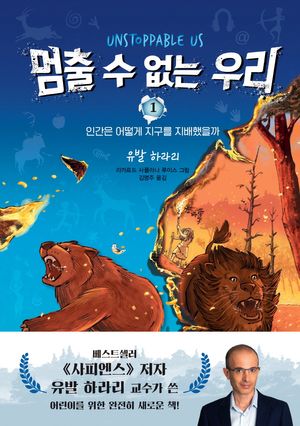 UNSTOPPABLE US
멈출 수 없는 우리
1
인간은 어떻게 지구를 지배했을까
유발 하라리
리카르드 사플라나 루이스 그림
김명주 옮김
베스트셀러
《사피엔스》 저자
유발 하라리 교수가 쓴
어린이를 위한 완전히 새로운 책!